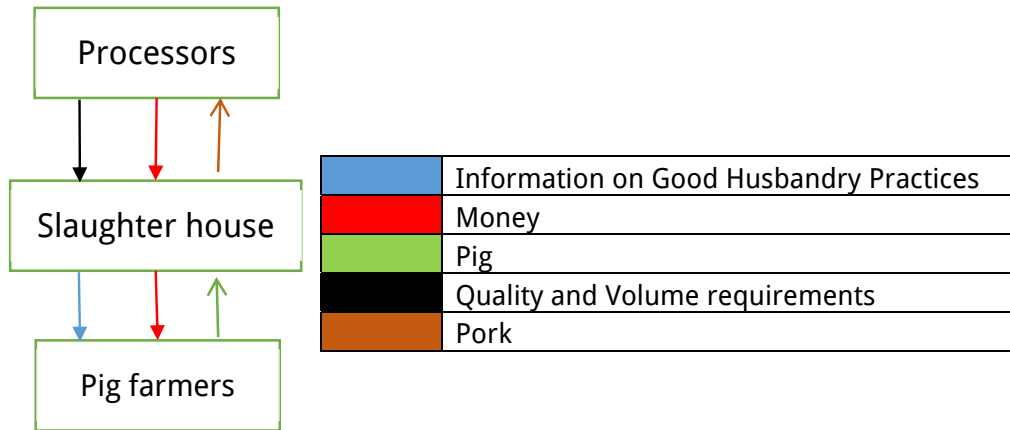 Processors
Slaughter house
Pig farmers
Information on Good Husbandry Practices
Money
Pig
Quality and Volume requirements
Pork